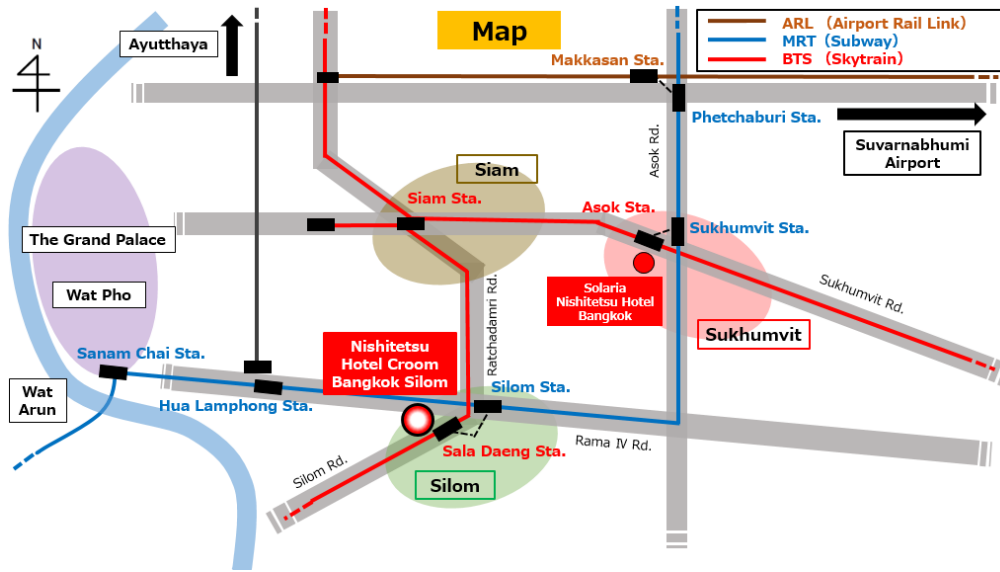 N
Ayutthaya
Map
ARL （Airport Rail Link）
MRT （Subway）
BTS （Skytrain）
Makkasan Sta.
Phetchaburi Sta.
Suvarnabhumi
Airport
Asok Rd.
Siam
Siam Sta.
Asok Sta.
Sukhumvit Sta.
The Grand Palace
Wat Pho
Ratchadamri Rd.
Solaria
Nishitetsu Hotel
Bangkok
Sukhumvit Rd.
Sukhumvit
Nishitetsu
Hotel Croom
Bangkok Silom
Sanam Chai Sta.
Wat
Arun
Hua Lamphong Sta.
Silom Sta.
Rama IV Rd.
Sala Daeng Sta.
Silom Rd.
Silom